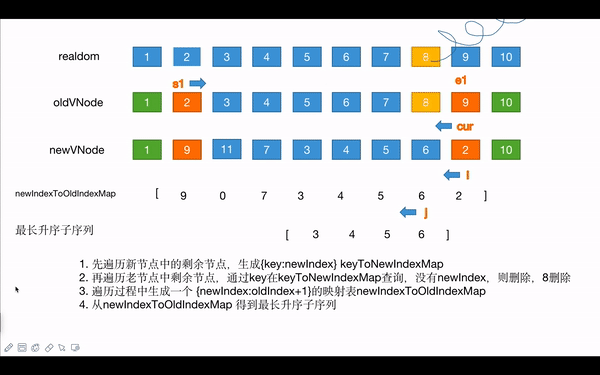 realdom 1 2 3 4 5 6 7 8 9 10
s1 e1
oldVNode 1 2 3 4 5 6 7 8 9 10
cur
newVNode 1 9 11 7 3 4 5 6 2 10
i
newIndexToOldIndexMap [ 9 0 7 3 4 5 6 2 ]
j
最长升序子序列 [ 3 4 5 6 ]
1. 先遍历新节点中的剩余节点，生成{key:newIndex} keyToNewIndexMap
2. 再遍历老节点中剩余节点，通过key在keyToNewIndexMap查询，没有newIndex，则删除，8删除
3. 遍历过程中生成一个 {newIndex:oldIndex+1}的映射表newIndexToOldIndexMap
4. 从newIndexToOldIndexMap 得到最长升序子序列